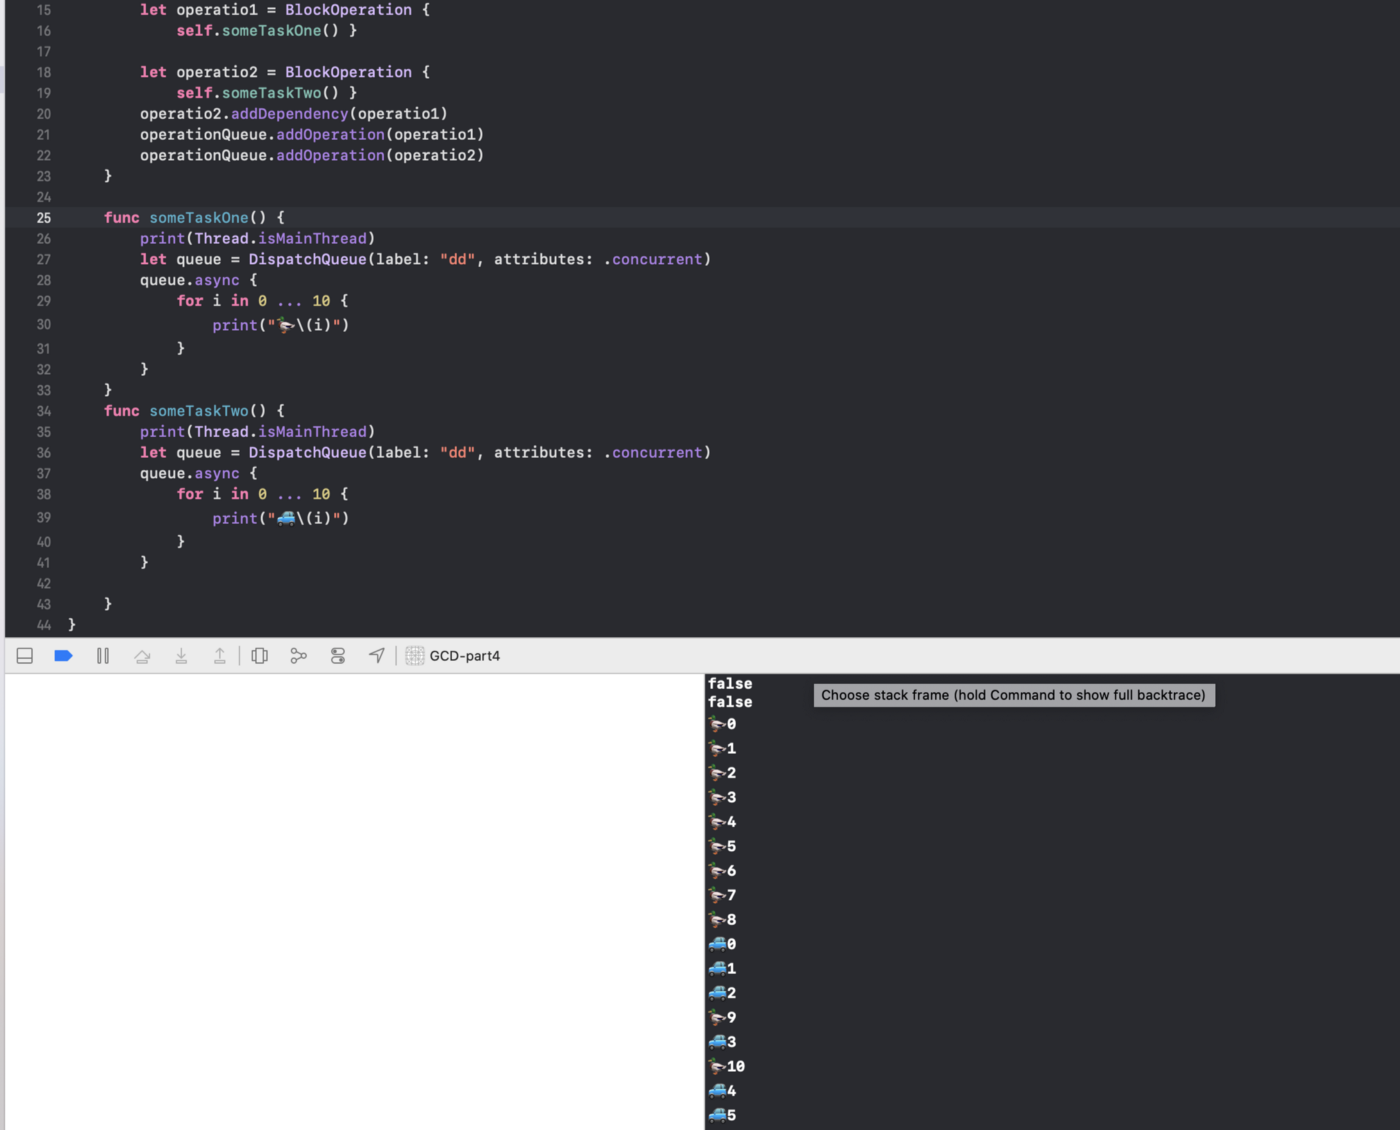 15 let operatio1 = BlockOperation {
16 self.someTaskOne() }
17
18 let operatio2 = BlockOperation {
19 self.someTaskTwo() }
20 operatio2.addDependency(operatio1)
21 operationQueue.addOperation(operatio1)
22 operationQueue.addOperation(operatio2)
23 }
24
25 func someTaskOne() {
26 print(Thread.isMainThread)
27 let queue = DispatchQueue(label: "dd", attributes: .concurrent)
28 queue.async {
29 for i in 0 ... 10 {
30 print("🦆\(i)")
31 }
32 }
33 }
34 func someTaskTwo() {
35 print(Thread.isMainThread)
36 let queue = DispatchQueue(label: "dd", attributes: .concurrent)
37 queue.async {
38 for i in 0 ... 10 {
39 print("🚙\(i)")
40 }
41 }
42
43 }
44 }
GCD-part4
false
Choose stack frame (hold Command to show full backtrace)
false
🦆0
🦆1
🦆2
🦆3
🦆4
🦆5
🦆6
🦆7
🦆8
🚙0
🚙1
🚙2
🦆9
🚙3
🦆10
🚙4
🚙5